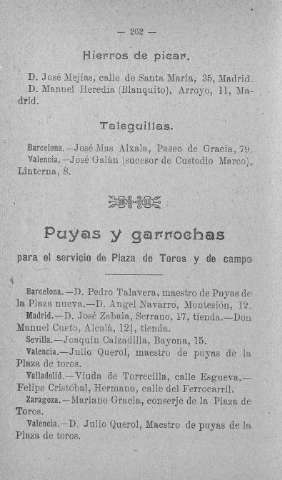 — 262 —
Hierros de picar.
D. José Mejías, calle de Santa María, 35, Madrid.
D. Manuel Heredia (Blanquito), Arroyo, 11, Ma-
drid.
Taleguillas.
Barcelona.—José Mas Alxala, Paseo de Gracia, 79.
Valencia.—José Galán (sucesor de Custodio Marco),
Linterna, 8.
Puyas y garrochas
para el servicio de Plaza de Toros y de campo
Barcelona.—D. Pedro Talavera, maestro de Puyas de
la Plaza nueva.—D. Angel Navarro, Montesión, 12.
Madrid.—D. José Zabala, Serrano, 17, tienda.—Don
Manuel Cueto, Alcalá, 121, tienda.
Sevilla.—Joaquín Calzadilla, Bayona, 15.
Valencia.—Julio Querol, maestro de puyas de la
Plaza de toros.
Valladolid.—Viuda de Torrecilla, calle Esgueva.—
Felipe Cristóbal, Hermano, calle del Ferrocarril.
Zaragoza.—Mariano Gracia, conserje de la Plaza de
Toros.
Valencia.—D. Julio Querol, Maestro de puyas de la
Plaza de toros.